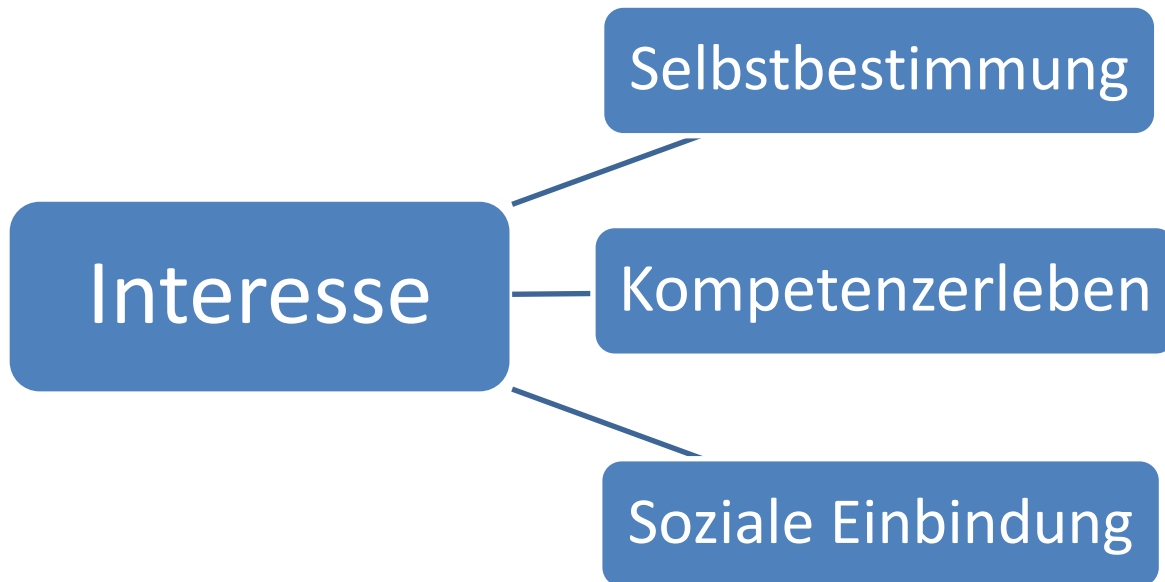 Selbstbestimmung
Interesse
Kompetenzerleben
Soziale Einbindung